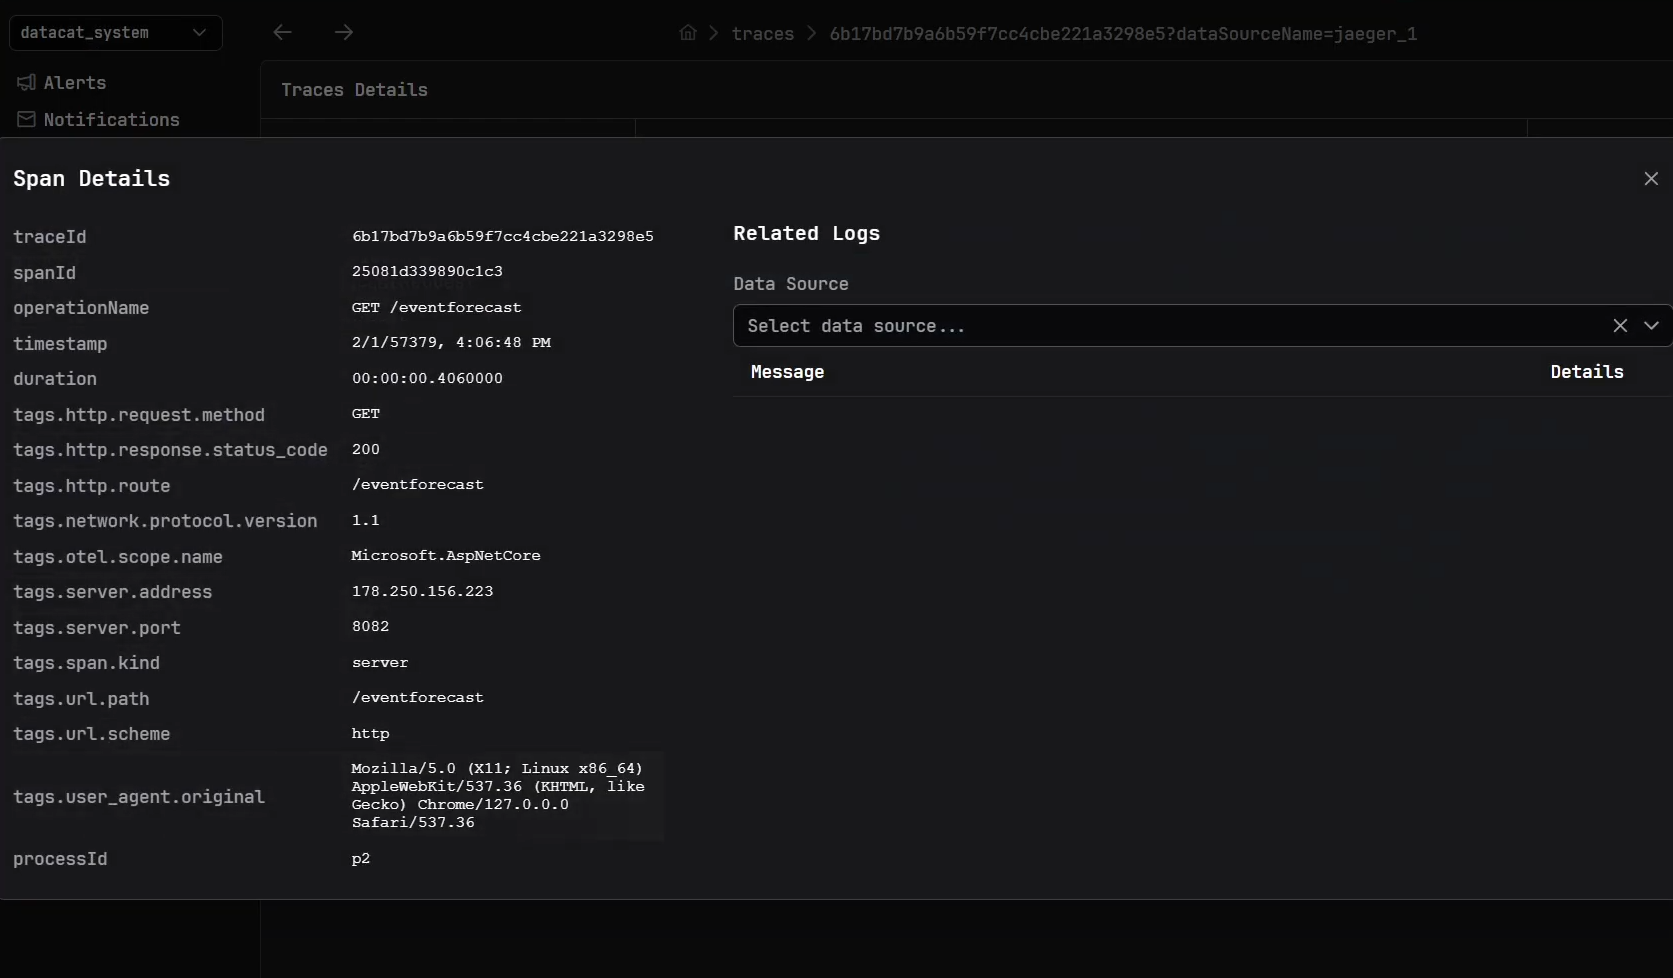 datacat_system
traces
6b17bd7b9a6b59f7cc4cbe221a3298e5?dataSourceName=jaeger_1
Alerts
Notifications
Traces Details
Span Details
traceId 6b17bd7b9a6b59f7cc4cbe221a3298e5
spanId 25081d339890c1c3
operationName GET /eventforecast
timestamp 2/1/57379, 4:06:48 PM
duration 00:00:00.4060000
tags.http.request.method GET
tags.http.response.status_code 200
tags.http.route /eventforecast
tags.network.protocol.version 1.1
tags.otel.scope.name Microsoft.AspNetCore
tags.server.address 178.250.156.223
tags.server.port 8082
tags.span.kind server
tags.url.path /eventforecast
tags.url.scheme http
tags.user_agent.original Mozilla/5.0 (X11; Linux x86_64)
AppleWebKit/537.36 (KHTML, like
Gecko) Chrome/127.0.0.0
Safari/537.36
processId p2
Related Logs
Data Source
Select data source...
Message Details